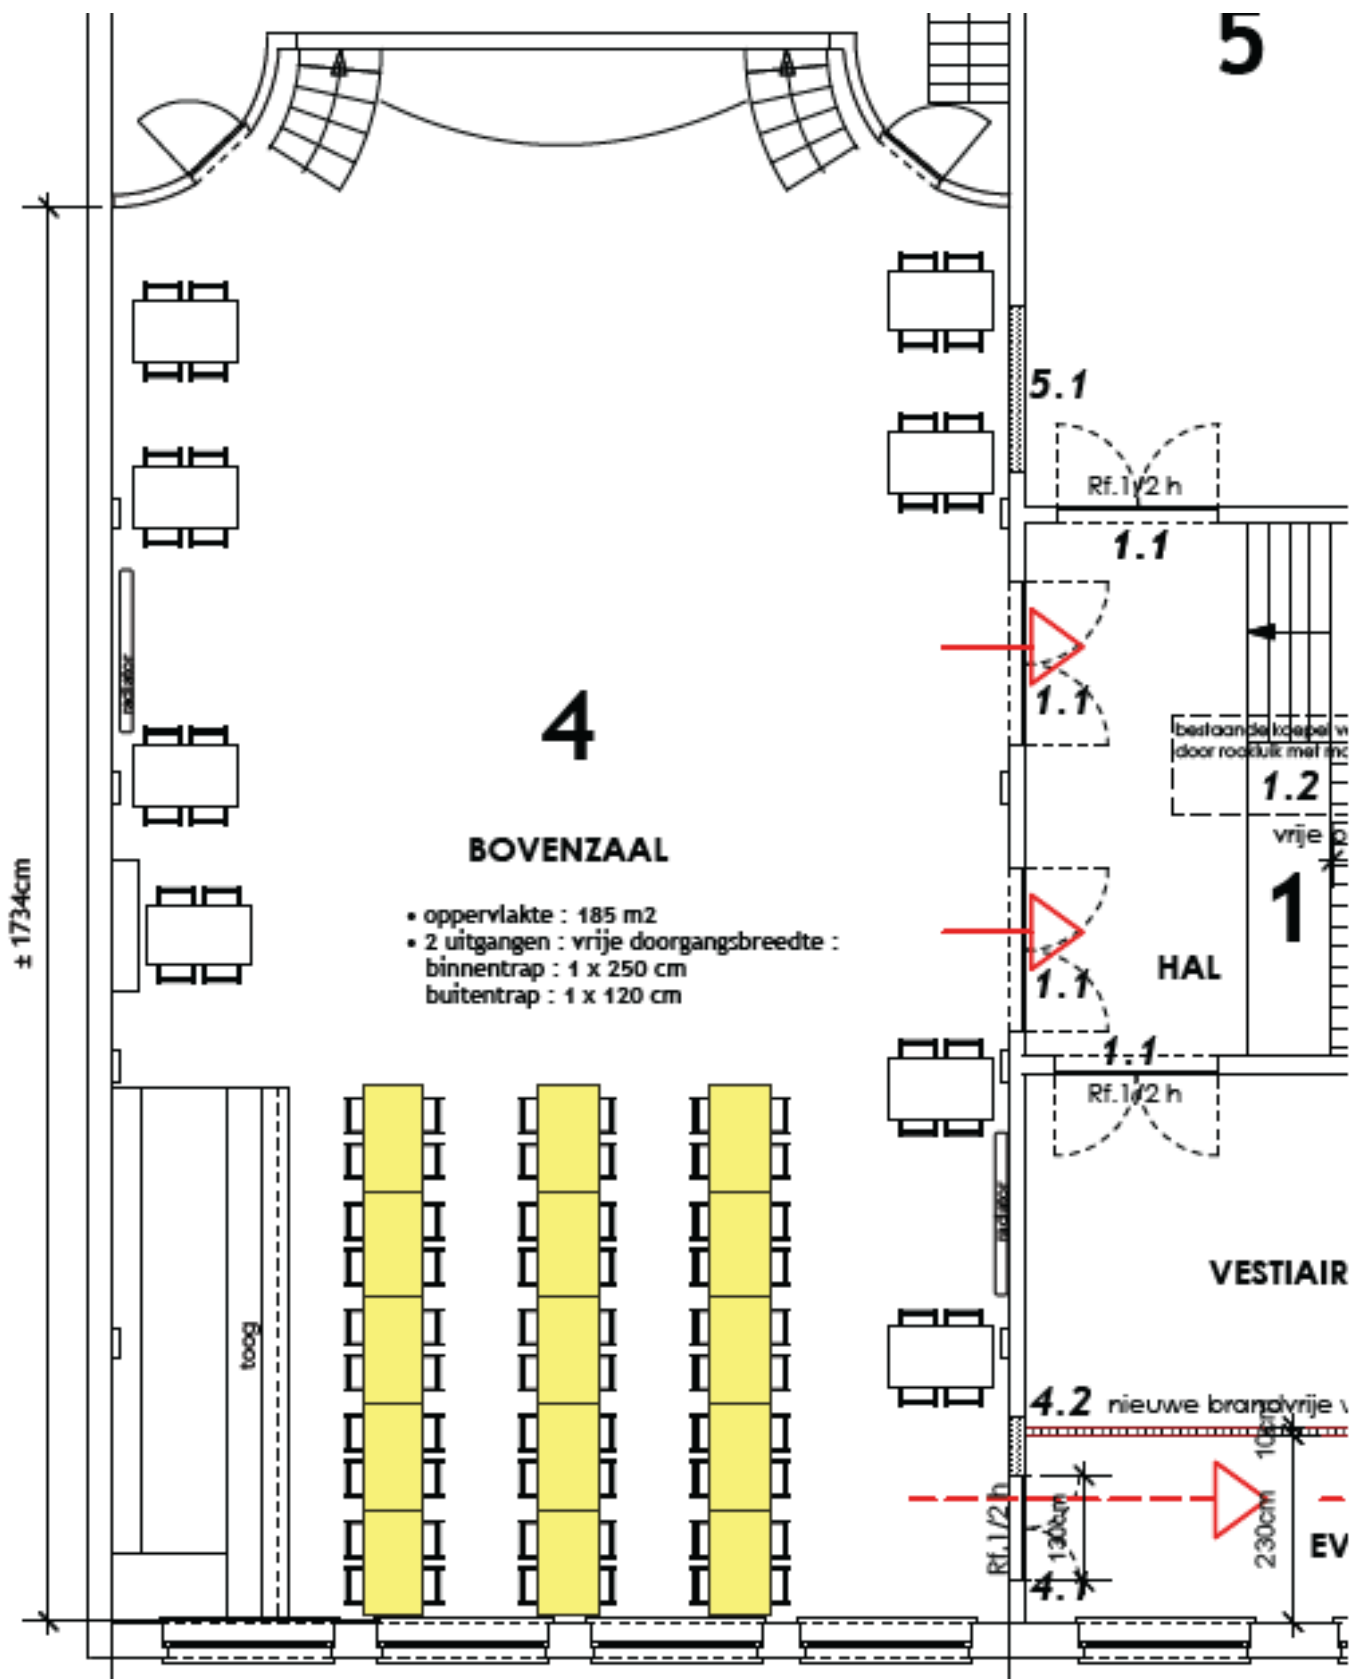 5
5.1
Rf.1/2 h
1.1
radiator
1.1
4
bestaande koepel
door rookluik met
1.2
vrije
BOVENZAAL
± 1734cm
1
• oppervlakte : 185 m2
• 2 uitgangen : vrije doorgangsbreedte :
binnentrap : 1 x 250 cm
buitentrap : 1 x 120 cm
HAL
1.1
1.1
Rf.1/2 h
radiator
VESTIAIR
toog
4.2 nieuwe brandvrije
10cm
Rf.1/2 h
130cm
230cm
EV
4.1